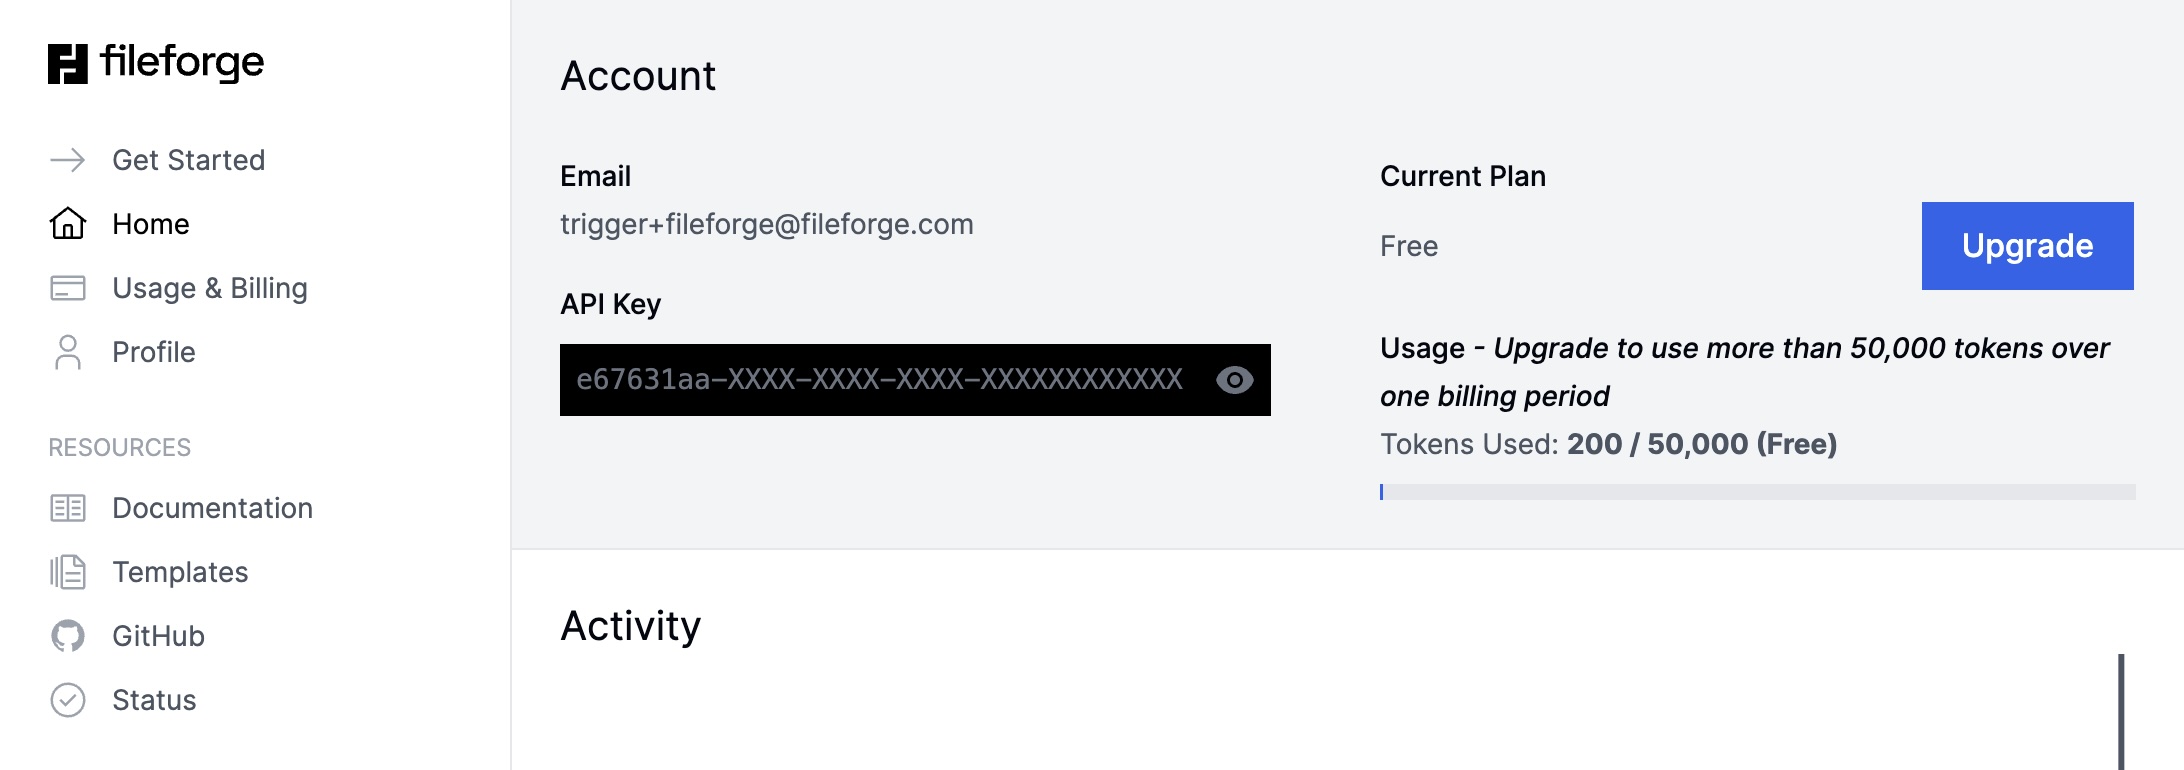 fileforge
Get Started
Home
Usage & Billing
Profile
RESOURCES
Documentation
Templates
GitHub
Status
Account
Email
trigger+fileforge@fileforge.com
API Key
e67631aa-XXXX-XXXX-XXXX-XXXXXXXXXXXX
Current Plan
Free
Upgrade
Usage - Upgrade to use more than 50,000 tokens over
one billing period
Tokens Used: 200 / 50,000 (Free)
Activity